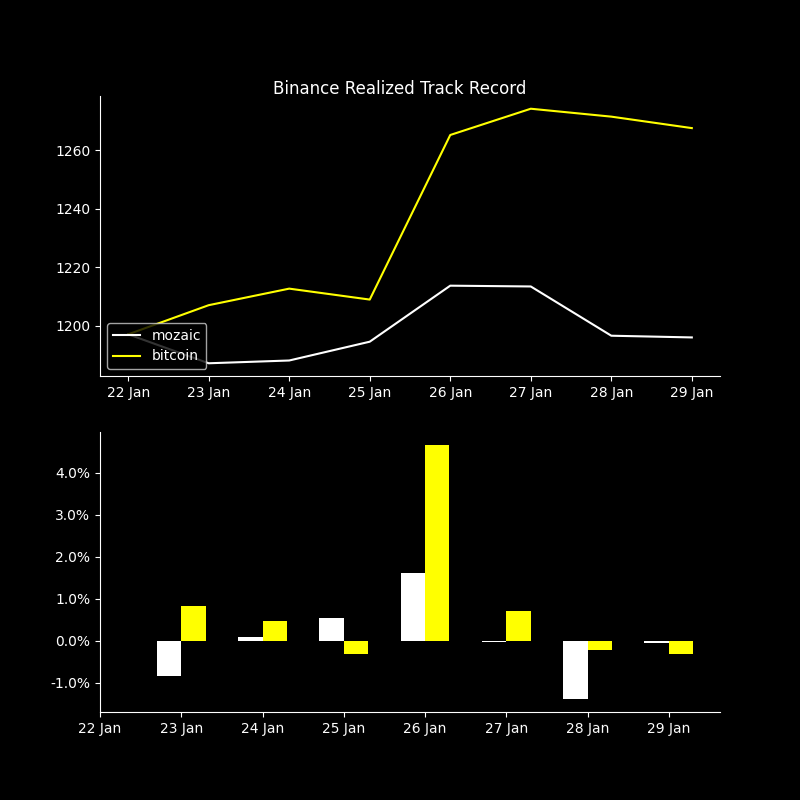 Binance Realized Track Record
1260
1240
1220
1200
mozaic
bitcoin
22 Jan 23 Jan 24 Jan 25 Jan 26 Jan 27 Jan 28 Jan 29 Jan
4.0%
3.0%
2.0%
1.0%
0.0%
-1.0%
22 Jan 23 Jan 24 Jan 25 Jan 26 Jan 27 Jan 28 Jan 29 Jan